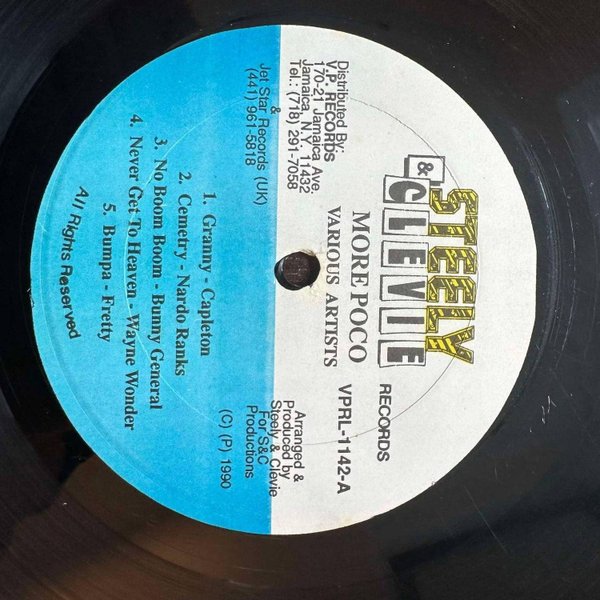 STEELY
& CLEVIE
RECORDS
MORE POCO
VARIOUS ARTISTS
VPRL-1142-A
Distributed By:
V.P. RECORDS
170-21 Jamaica Ave.
Jamaica, N.Y. 11432
Tel.: (718) 291-7058
&
Jet Star Records (UK)
(441) 961-5818
Arranged &
Produced by
Steely & Clevie
For S&C
Productions
(C) (P) 1990
1. Granny - Capleton
2. Cemetry - Nardo Ranks
3. No Boom Boom - Bunny General
4. Never Get To Heaven - Wayne Wonder
5. Bumpa - Fretty
All Rights Reserved